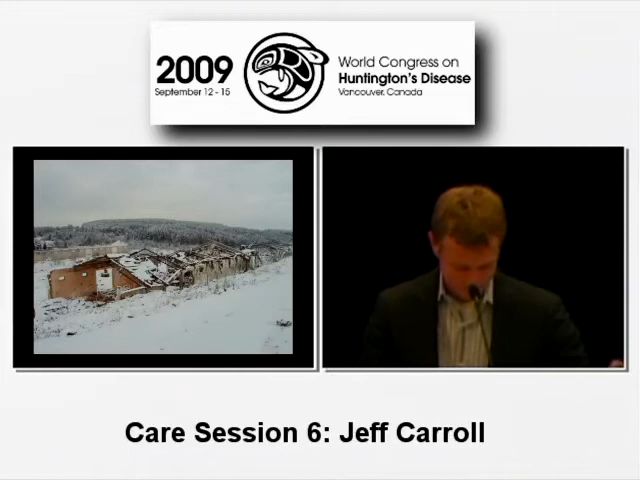 2009
September 12 - 15
World Congress on
Huntington's Disease
Vancouver, Canada
Care Session 6: Jeff Carroll